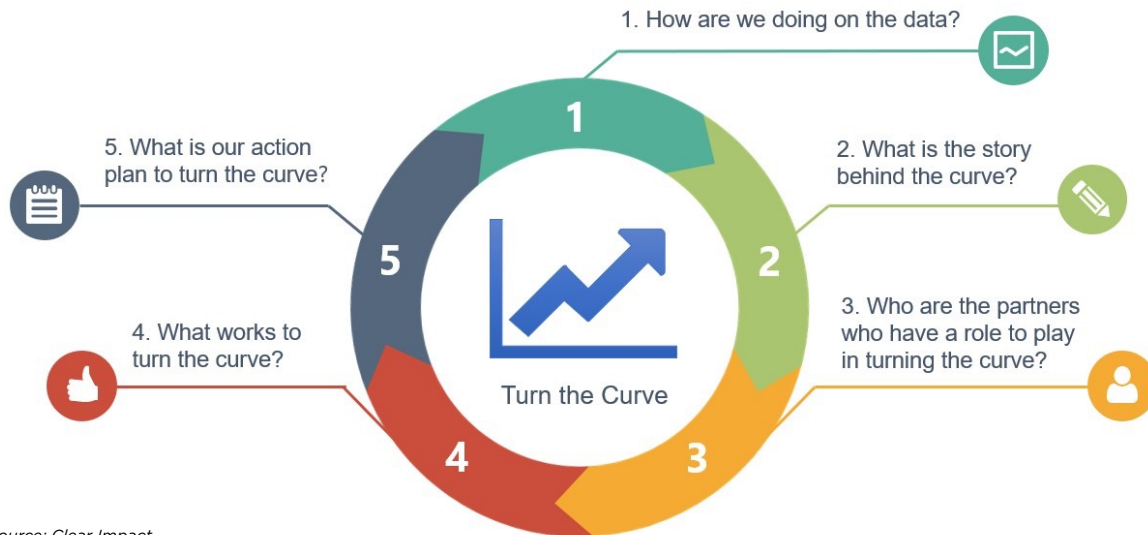 1. How are we doing on the data?
1
5. What is our action
plan to turn the curve?
2. What is the story
behind the curve?
5
2
3. Who are the partners
who have a role to play
in turning the curve?
4. What works to
turn the curve?
Turn the Curve
4
3
Clear Impact